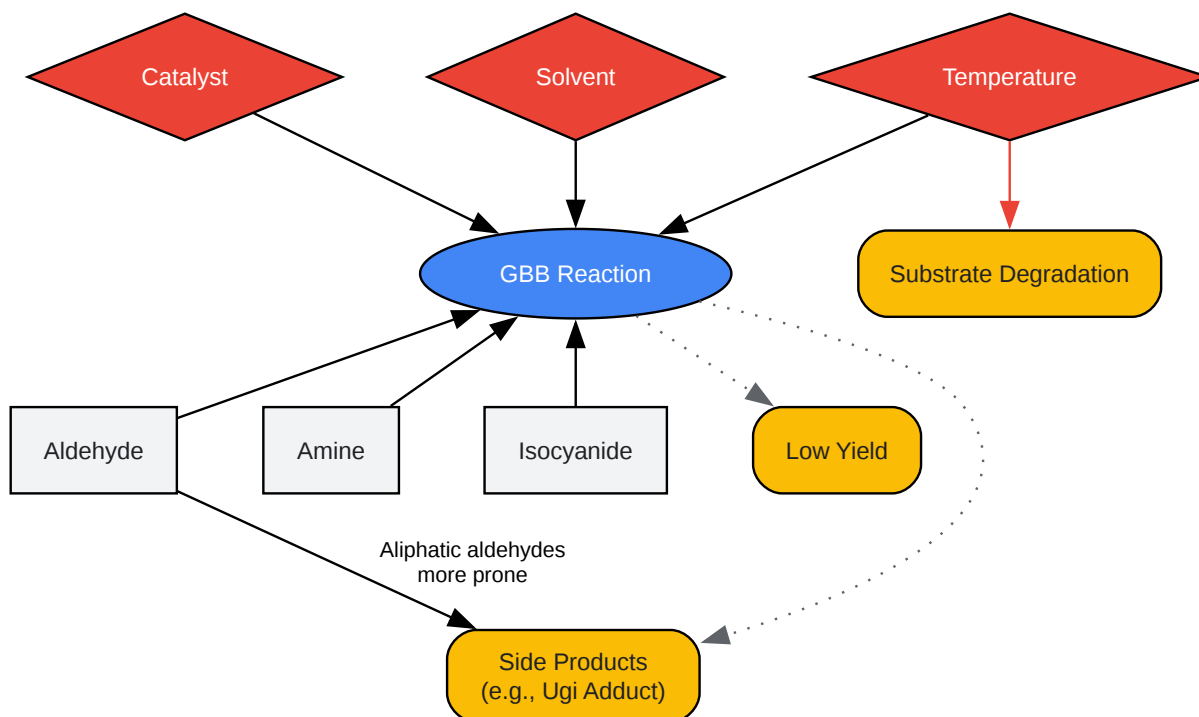 Catalyst
Solvent
Temperature
GBB Reaction
Substrate Degradation
Aldehyde
Amine
Isocyanide
Low Yield
Aliphatic aldehydes
more prone
Side Products
(e.g., Ugi Adduct)